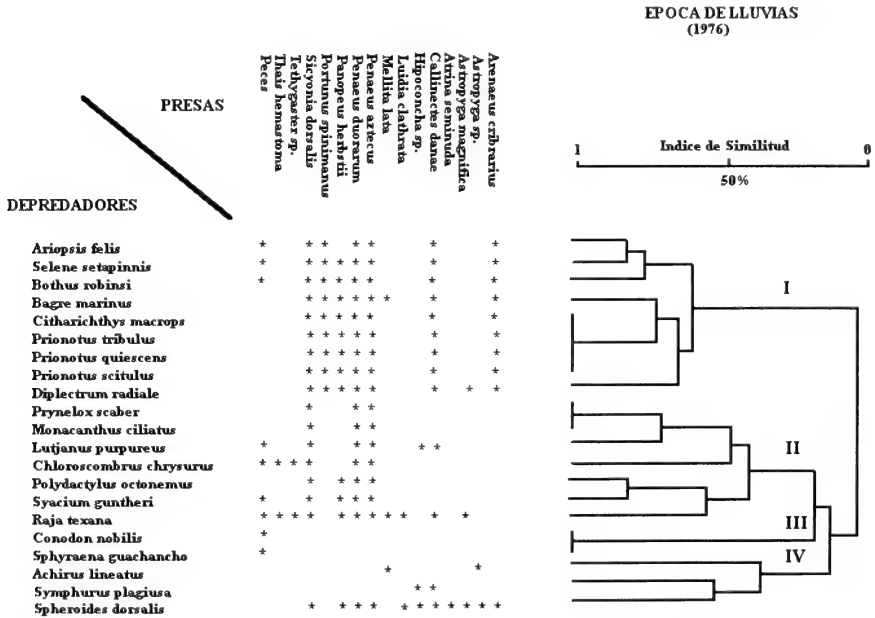 EPOCA DE LLUVIAS
(1976)
PRESAS
DEPREDADORES
Peces
Thais hemastoma
Tethygaster sp.
Sicyonia dorsalis
Portunus spinimanus
Panopeus herbstii
Penaeus duorarum
Penaeus aztecus
Mellita lata
Luidia clathrata
Hipoconcha sp.
Callinectes danae
Atrina seminuda
Astropyga magnifica
Astropyga sp.
Arenaeus cribrarius
1 Indice de Similitud 0
50%
Ariopsis felis * * * * * * *
Selene setapinnis * * * * * * * *
Bothus robinsi * * * * * * * *
Bagre marinus * * * * * * * *
Citharichthys macrops * * * * * * *
Prionotus tribulus * * * * * * *
Prionotus quiescens * * * * * * *
Prionotus scitulus * * * * * * *
Diplectrum radiale * * * * * * * *
Prynelox scaber * * *
Monacanthus ciliatus * * *
Lutjanus purpureus * * * * * *
Chloroscombrus chrysurus * * * * * *
Polydactylus octonemus * * * *
Syacium guntheri * * * * *
Raja texana * * * * * * * * * * *
Conodon nobilis *
Sphyraena guachancho *
Achirus lineatus * *
Symphurus plagiusa * *
Spheroides dorsalis * * * * * * * * * * *
I
II
III
IV